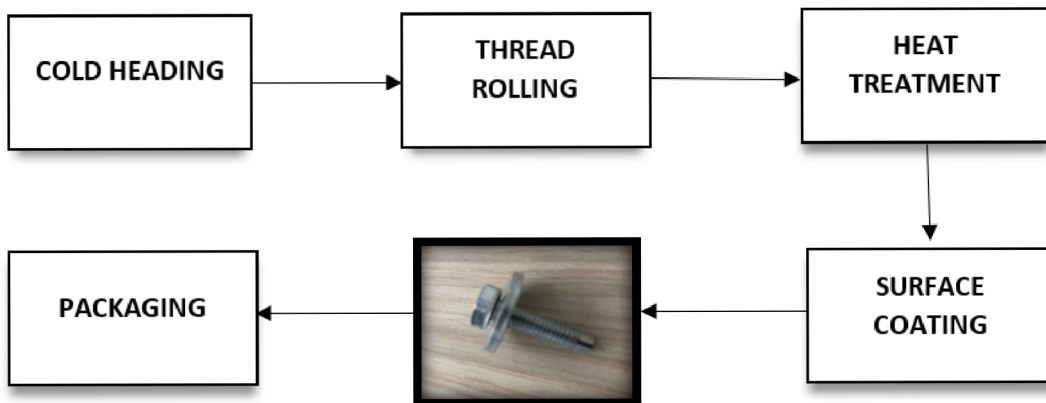 COLD HEADING
THREAD
ROLLING
HEAT
TREATMENT
SURFACE
COATING
PACKAGING